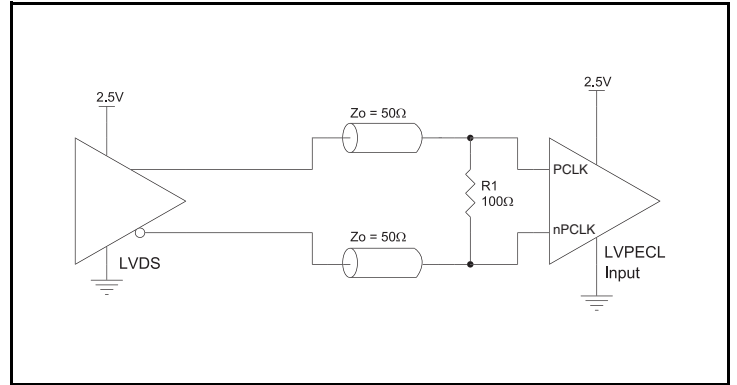 2.5V
2.5V
Zo = 50Ω
PCLK
R1
100Ω
nPCLK
Zo = 50Ω
LVDS
LVPECL
Input